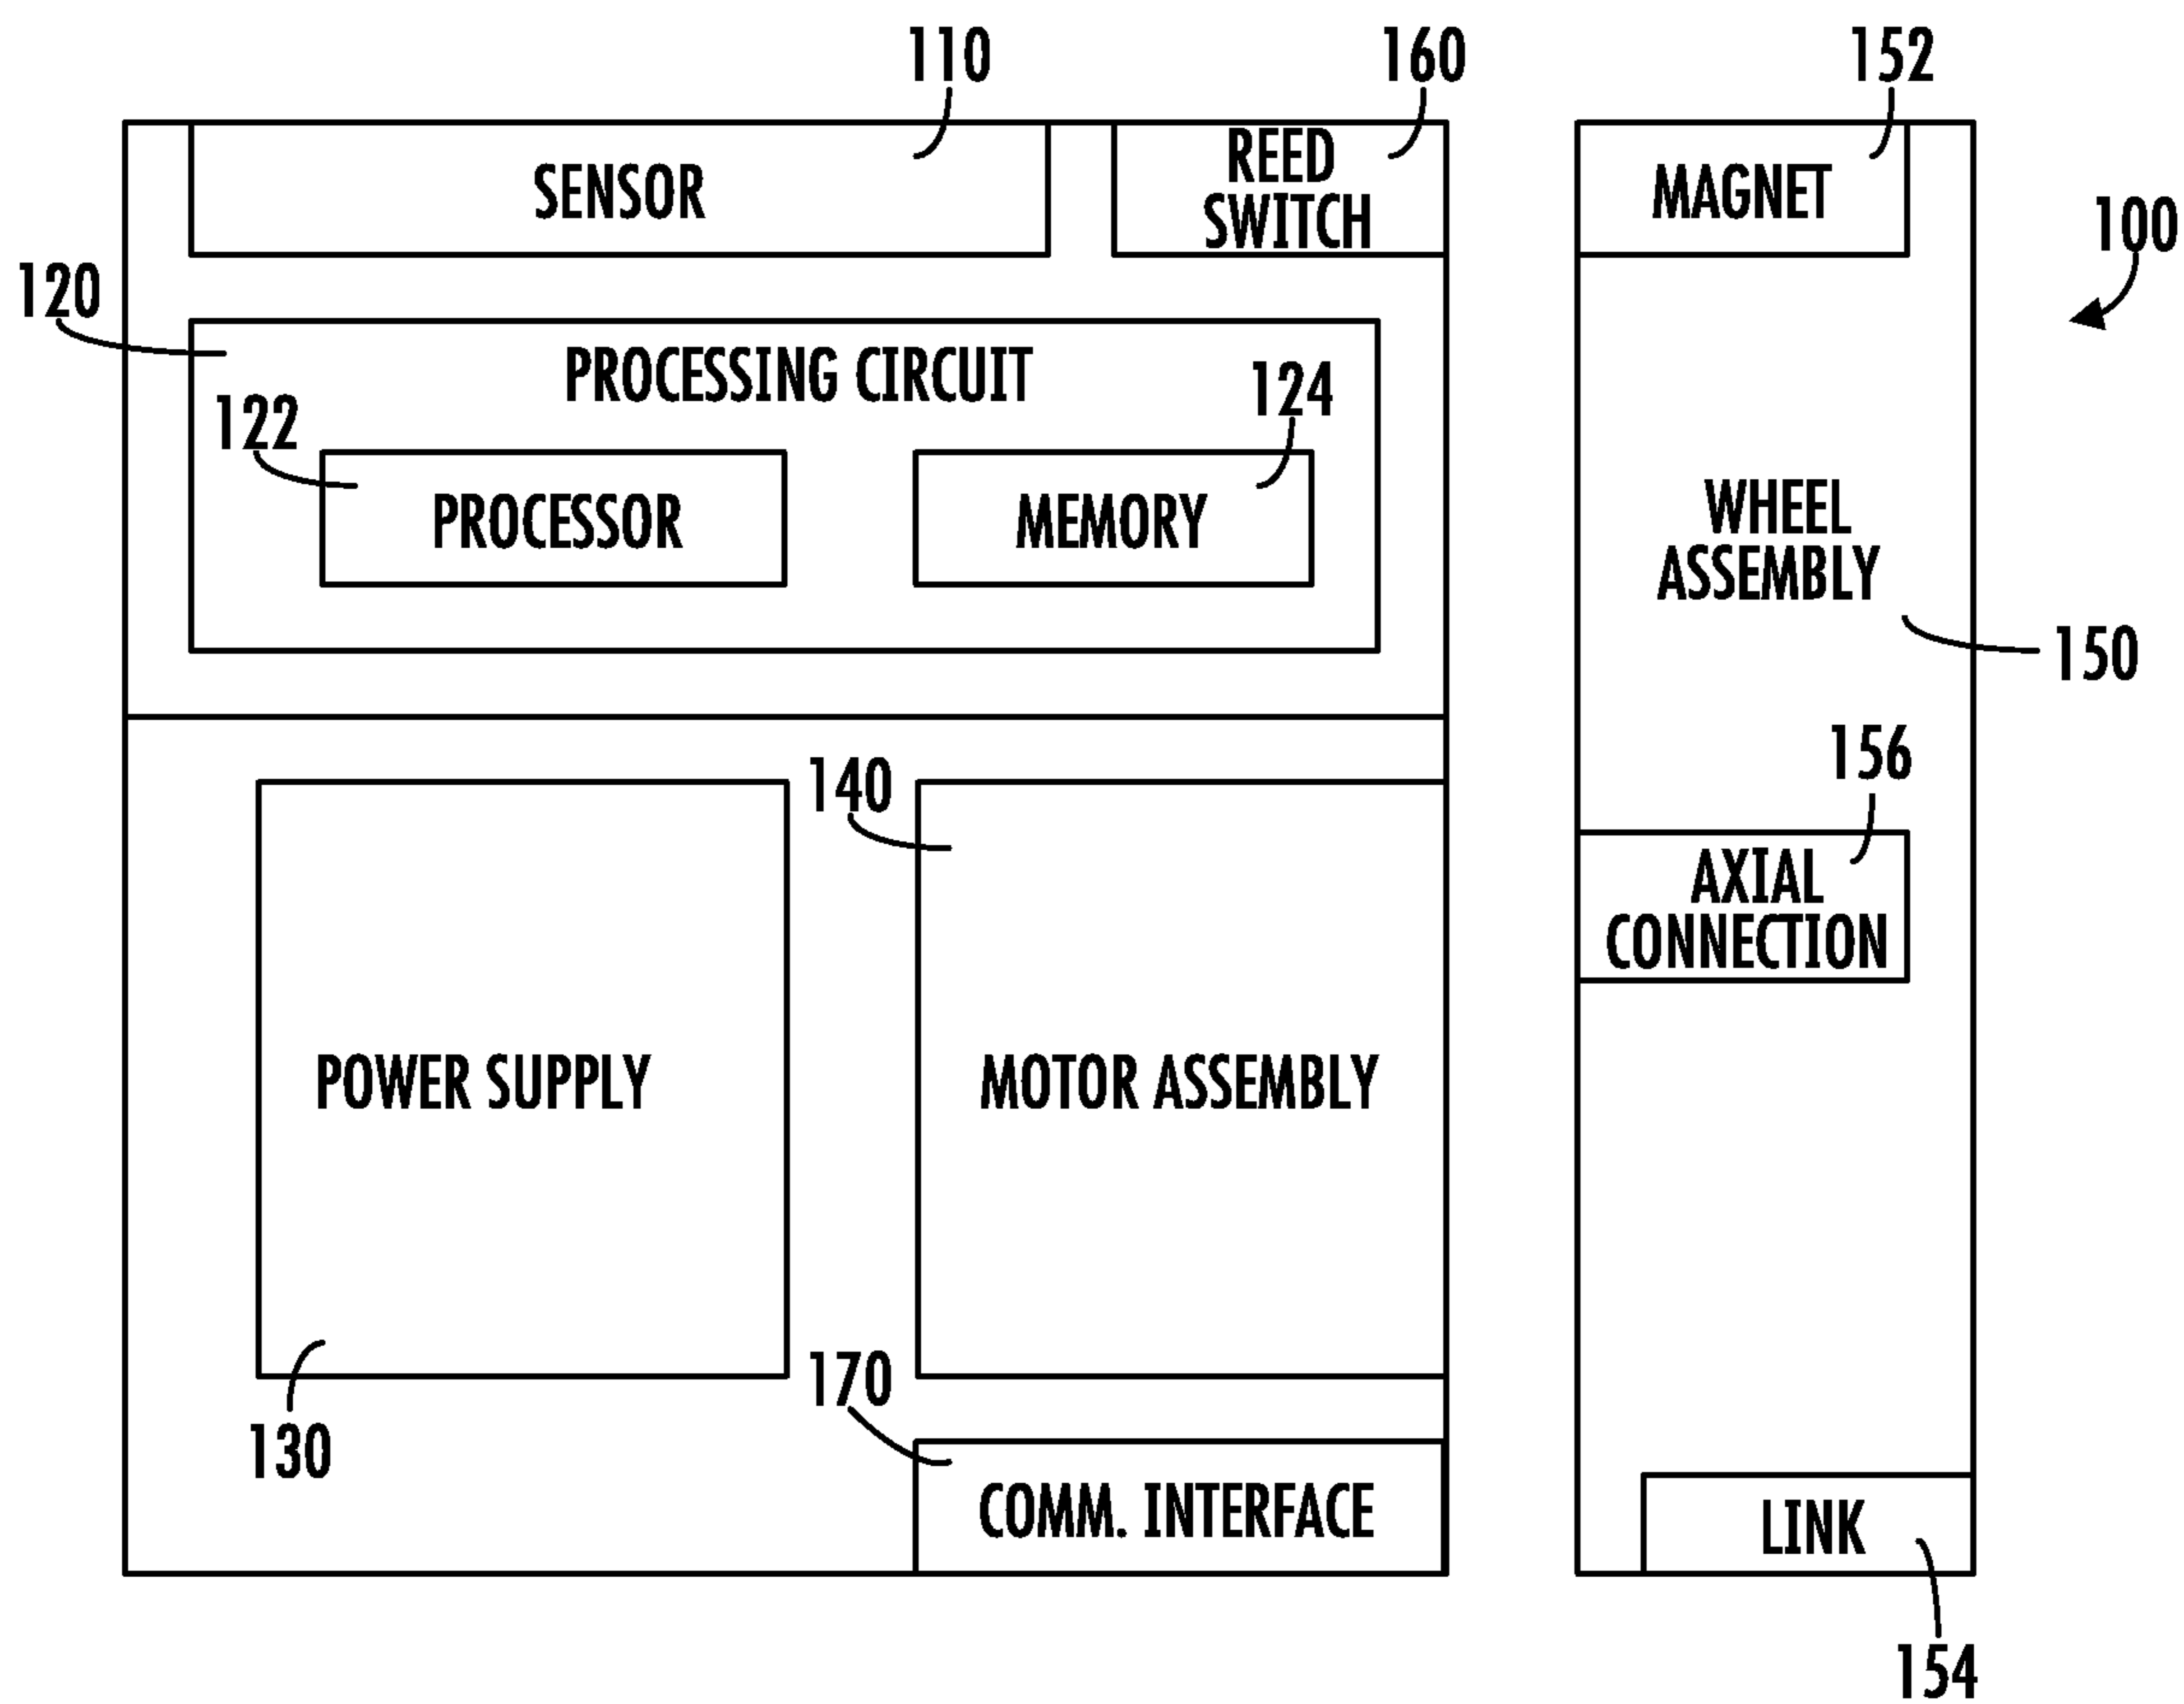 110
160
152
SENSOR
REED
SWITCH
MAGNET
100
120
PROCESSING CIRCUIT
122
124
PROCESSOR
MEMORY
WHEEL
ASSEMBLY
150
156
140
AXIAL
CONNECTION
POWER SUPPLY
MOTOR ASSEMBLY
170
130
COMM. INTERFACE
LINK
154